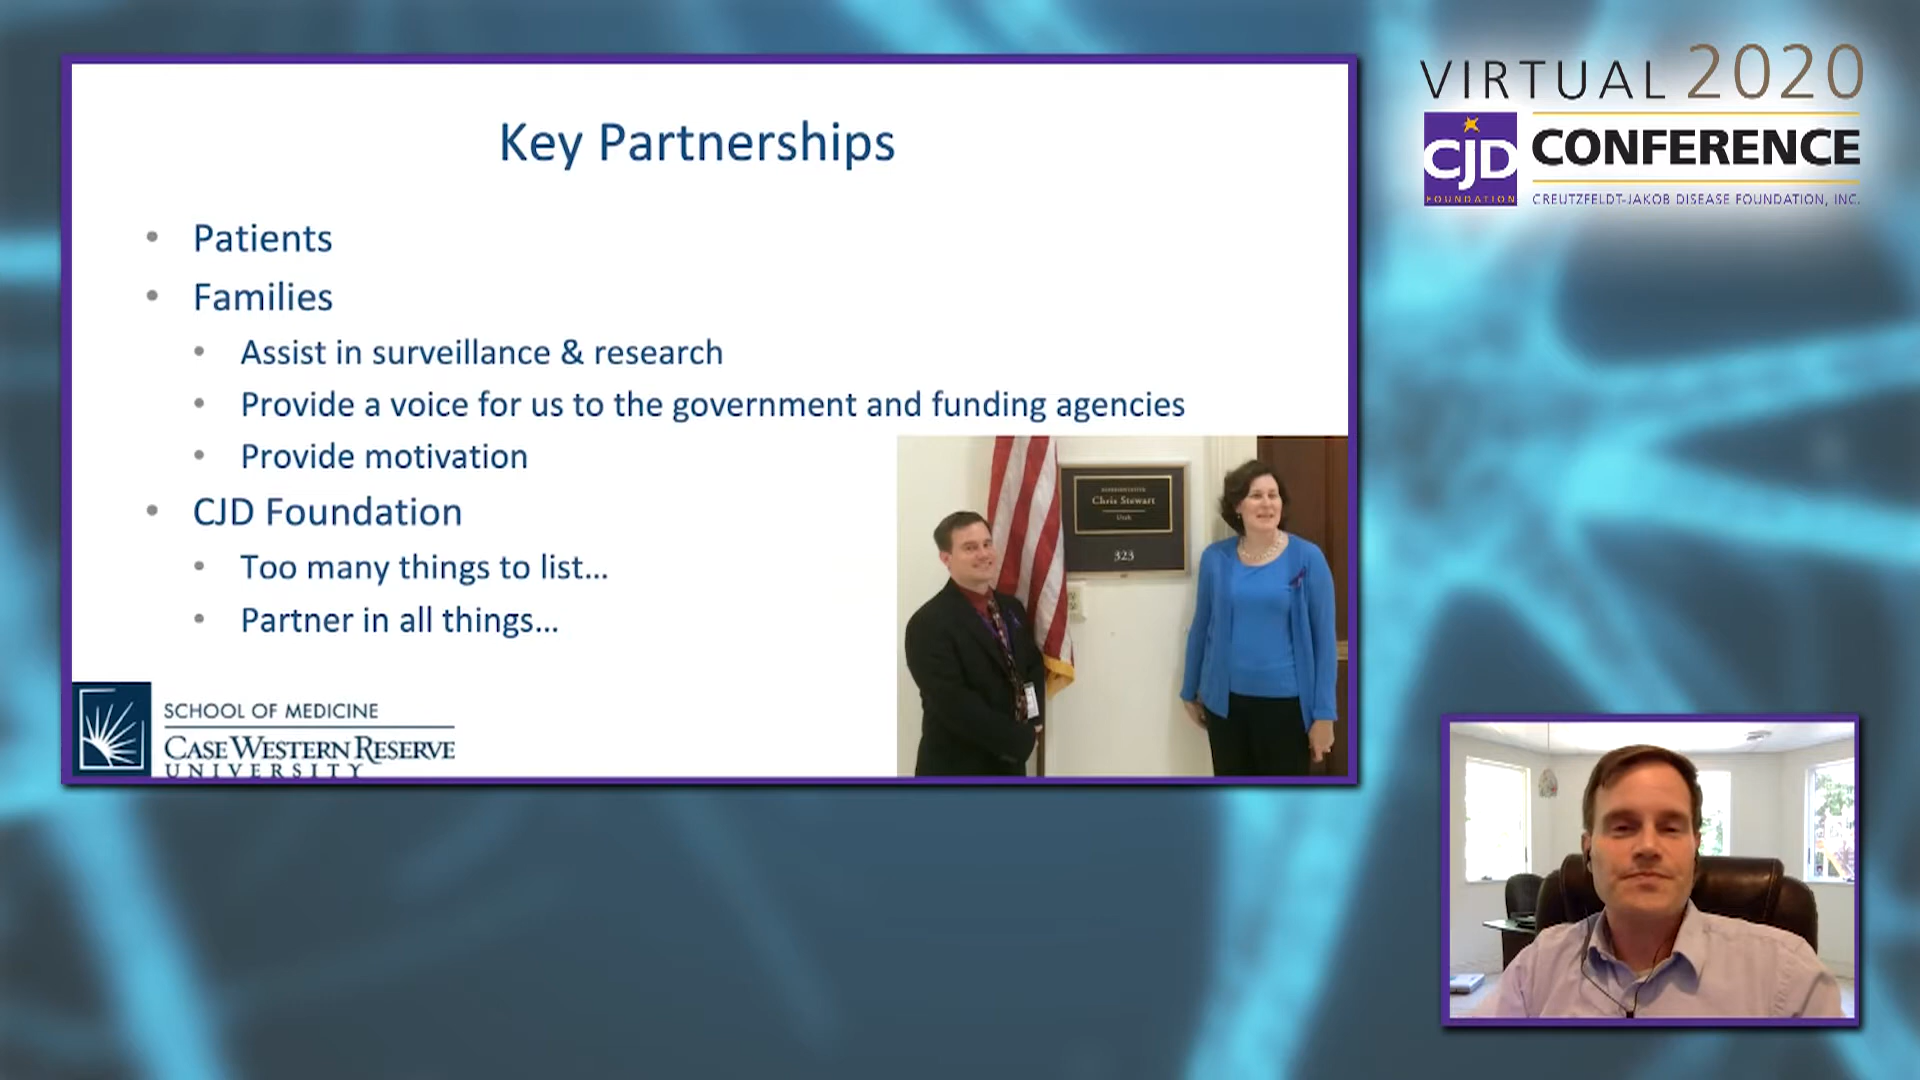 VIRTUAL 2020
CJD
FOUNDATION
CONFERENCE
CREUTZFELDT-JAKOB DISEASE FOUNDATION, INC.
Key Partnerships
• Patients
• Families
• Assist in surveillance & research
• Provide a voice for us to the government and funding agencies
• Provide motivation
• CJD Foundation
• Too many things to list...
• Partner in all things...
REPRESENTATIVE
Chris Stewart
Utah
323
SCHOOL OF MEDICINE
CASE WESTERN RESERVE
UNIVERSITY